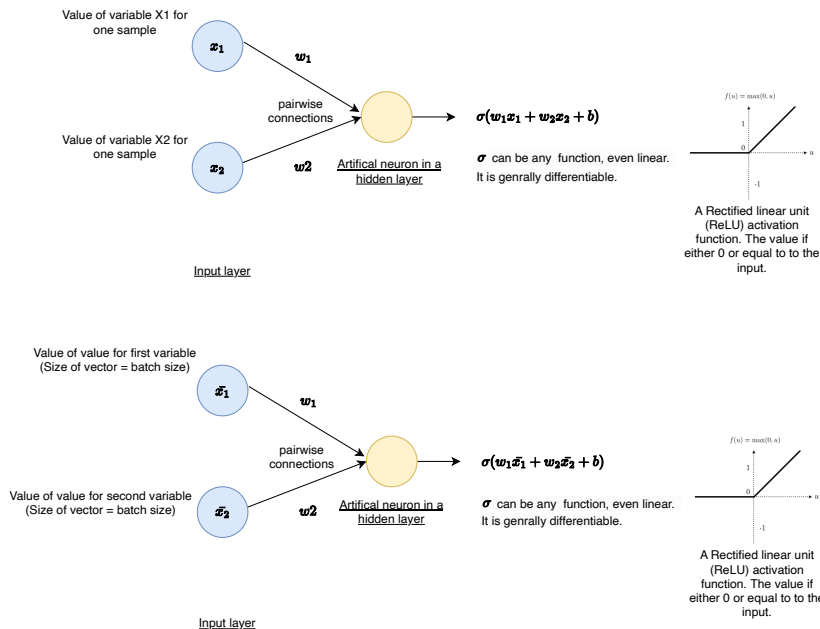 Value of variable X1 for
one sample
x1
w1
pairwise
connections
Value of variable X2 for
one sample
x2
w2
Artifical neuron in a
hidden layer
σ(w1x1 + w2x2 + b)
σ can be any function, even linear.
It is genrally differentiable.
f(u) = max(0, u)
1
0
u
-1
A Rectified linear unit
(ReLU) activation
function. The value if
either 0 or equal to to the
input.
Input layer
Value of value for first variable
(Size of vector = batch size)
x̄1
w1
pairwise
connections
Value of value for second variable
(Size of vector = batch size)
x̄2
w2
Artifical neuron in a
hidden layer
σ(w1x̄1 + w2x̄2 + b)
σ can be any function, even linear.
It is genrally differentiable.
f(u) = max(0, u)
1
0
u
-1
A Rectified linear unit
(ReLU) activation
function. The value if
either 0 or equal to to the
input.
Input layer